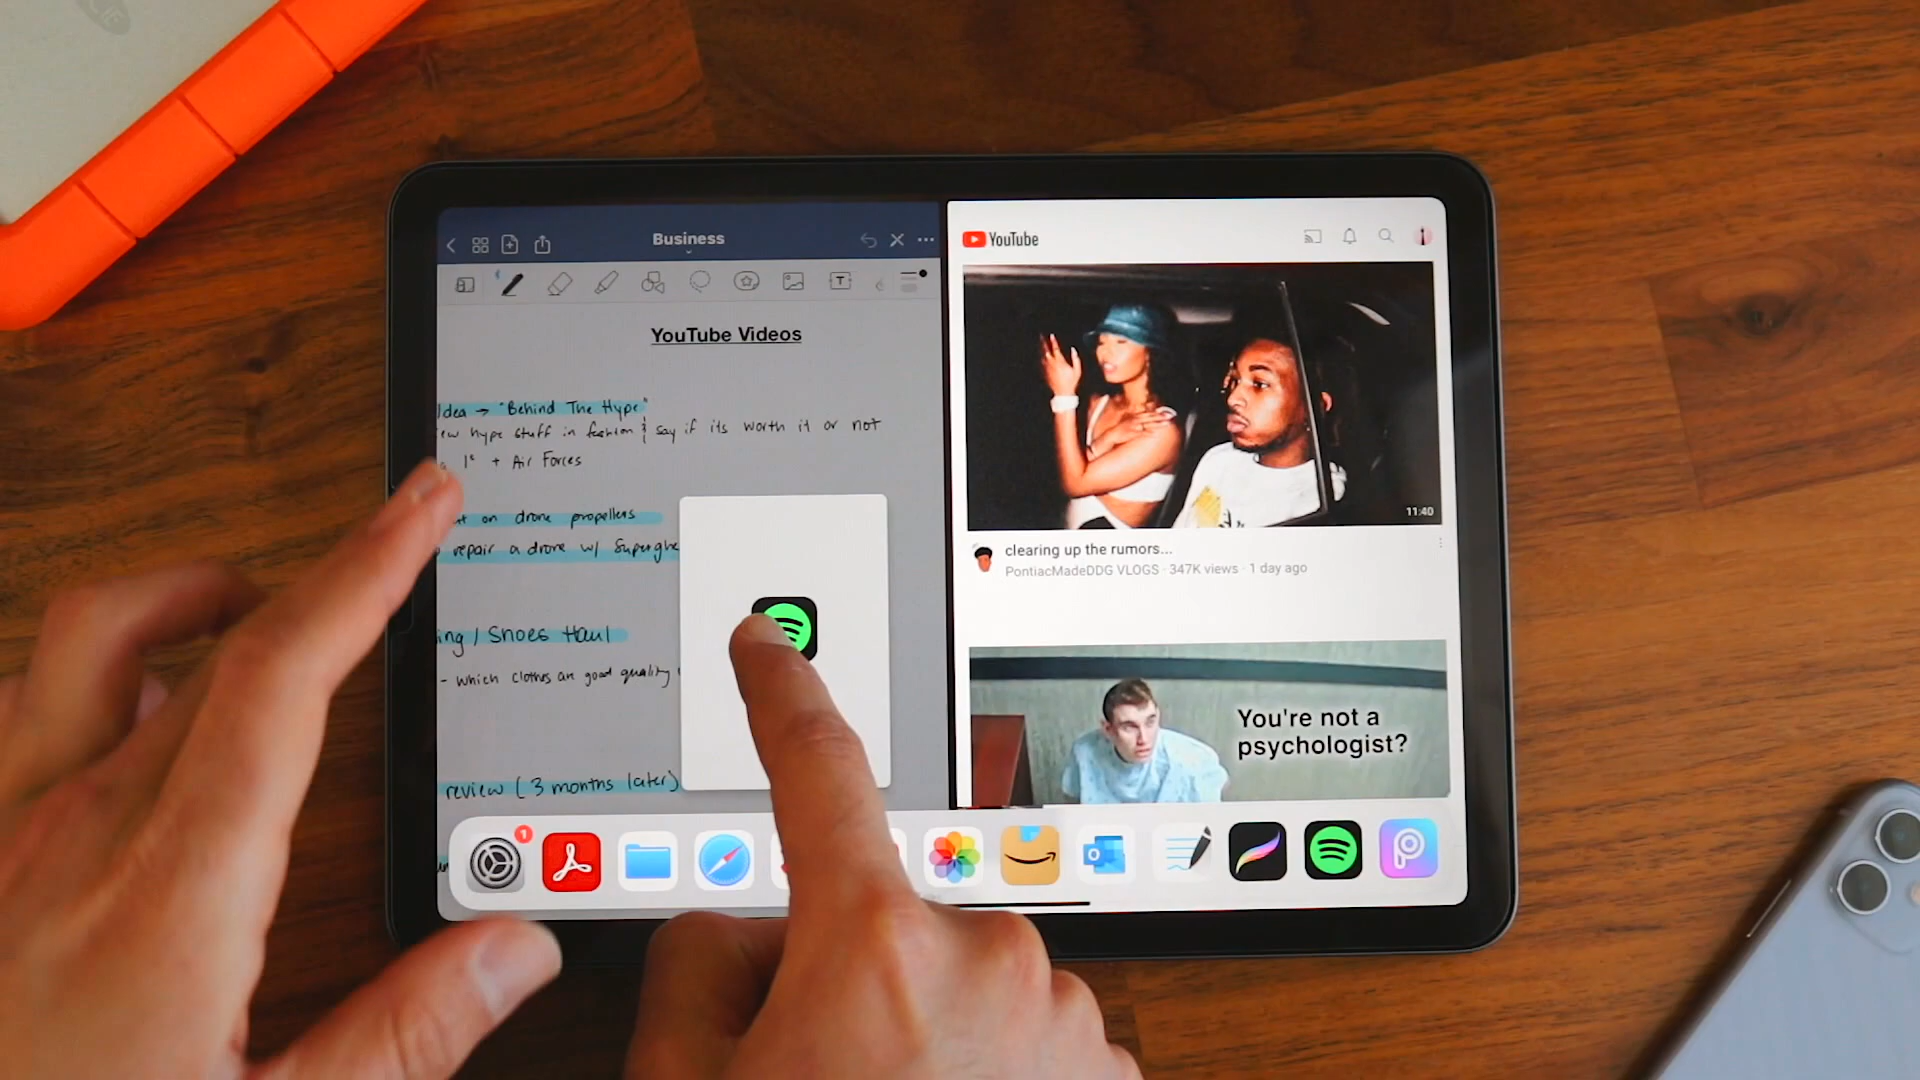 Business
YouTube Videos
Idea → "Behind The Hype"
hype stuff in fashion & say if its worth it or not
1s + Air Forces
on drone propellers
repair a drone w/
/ Shoes Haul
- which clothes are good quality
review (3 months later)
YouTube
11:40
clearing up the rumors...
PontiacMadeDDG VLOGS · 347K views · 1 day ago
You're not a
psychologist?
1